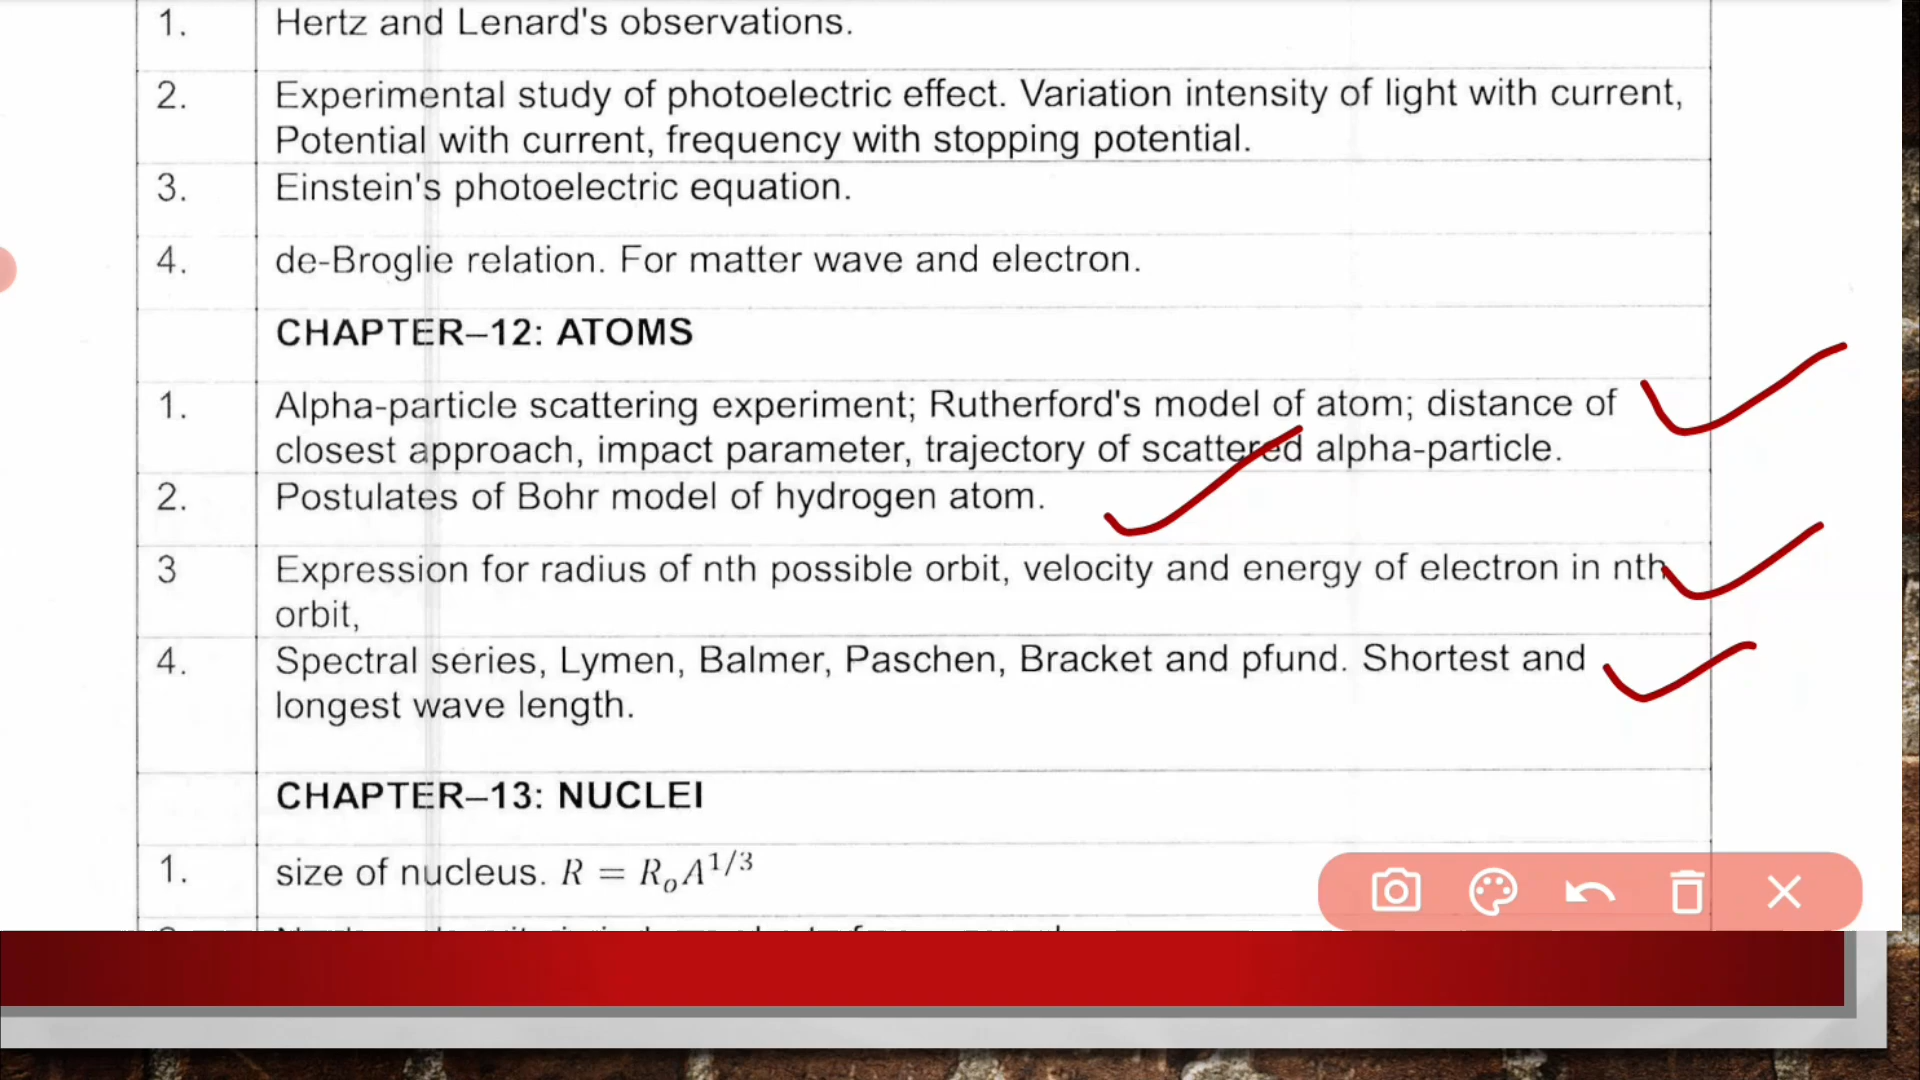 1. Hertz and Lenard's observations.
2. Experimental study of photoelectric effect. Variation intensity of light with current,
Potential with current, frequency with stopping potential.
3. Einstein's photoelectric equation.
4. de-Broglie relation. For matter wave and electron.
CHAPTER–12: ATOMS
1. Alpha-particle scattering experiment; Rutherford's model of atom; distance of
closest approach, impact parameter, trajectory of scattered alpha-particle.
2. Postulates of Bohr model of hydrogen atom.
3 Expression for radius of nth possible orbit, velocity and energy of electron in nth
orbit,
4. Spectral series, Lymen, Balmer, Paschen, Bracket and pfund. Shortest and
longest wave length.
CHAPTER–13: NUCLEI
1. size of nucleus. R = RₒA^1/3